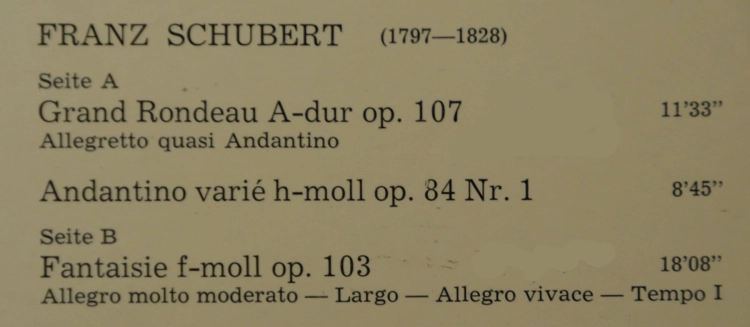 FRANZ SCHUBERT (1797—1828)
Seite A
Grand Rondeau A-dur op. 107 11'33"
Allegretto quasi Andantino
Andantino varié h-moll op. 84 Nr. 1 8'45"
Seite B
Fantaisie f-moll op. 103 18'08"
Allegro molto moderato — Largo — Allegro vivace — Tempo I